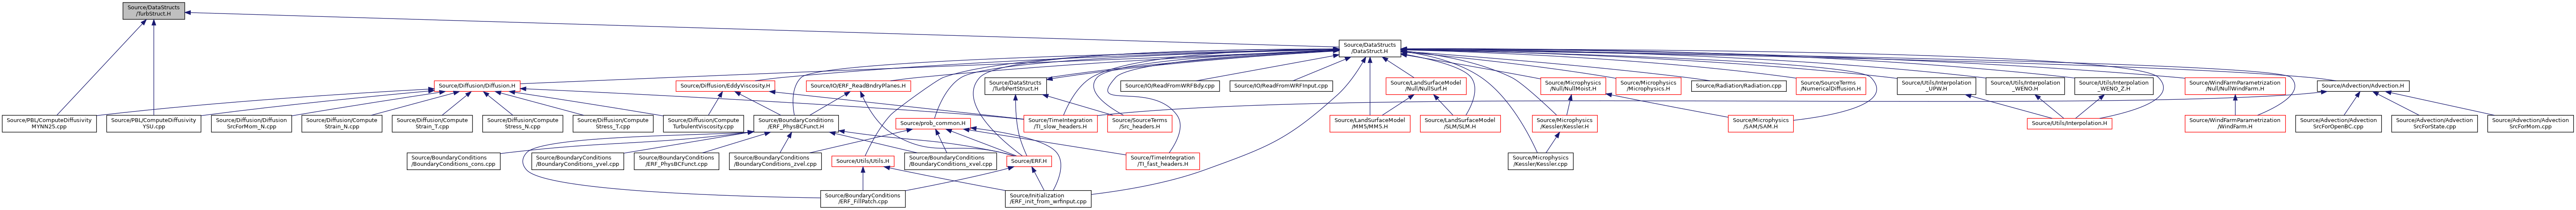 Source/DataStructs
/TurbStruct.H
Source/DataStructs
/DataStruct.H
Source/Diffusion/Diffusion.H
Source/Diffusion/EddyViscosity.H
Source/IO/ERF_ReadBndryPlanes.H
Source/DataStructs
/TurbPertStruct.H
Source/IO/ReadFromWRFBdy.cpp
Source/IO/ReadFromWRFInput.cpp
Source/LandSurfaceModel
/Null/NullSurf.H
Source/Microphysics
/Null/NullMoist.H
Source/Microphysics
/Microphysics.H
Source/Radiation/Radiation.cpp
Source/SourceTerms
/NumericalDiffusion.H
Source/Utils/Interpolation
_UPW.H
Source/Utils/Interpolation
_WENO.H
Source/Utils/Interpolation
_WENO_Z.H
Source/WindFarmParametrization
/Null/NullWindFarm.H
Source/Advection/Advection.H
Source/PBL/ComputeDiffusivity
MYNN25.cpp
Source/PBL/ComputeDiffusivity
YSU.cpp
Source/Diffusion/Diffusion
SrcForMom_N.cpp
Source/Diffusion/Compute
Strain_N.cpp
Source/Diffusion/Compute
Strain_T.cpp
Source/Diffusion/Compute
Stress_N.cpp
Source/Diffusion/Compute
Stress_T.cpp
Source/Diffusion/Compute
TurbulentViscosity.cpp
Source/BoundaryConditions
/ERF_PhysBCFunct.H
Source/prob_common.H
Source/TimeIntegration
/TI_slow_headers.H
Source/SourceTerms
/Src_headers.H
Source/LandSurfaceModel
/MM5/MM5.H
Source/LandSurfaceModel
/SLM/SLM.H
Source/Microphysics
/Kessler/Kessler.H
Source/Microphysics
/SAM/SAM.H
Source/Utils/Interpolation.H
Source/WindFarmParametrization
/WindFarm.H
Source/Advection/Advection
SrcForOpenBC.cpp
Source/Advection/Advection
SrcForState.cpp
Source/Advection/Advection
SrcForMom.cpp
Source/BoundaryConditions
/BoundaryConditions_cons.cpp
Source/BoundaryConditions
/BoundaryConditions_yvel.cpp
Source/BoundaryConditions
/ERF_PhysBCFunct.cpp
Source/BoundaryConditions
/BoundaryConditions_zvel.cpp
Source/Utils/Utils.H
Source/BoundaryConditions
/BoundaryConditions_xvel.cpp
Source/ERF.H
Source/TimeIntegration
/TI_fast_headers.H
Source/Microphysics
/Kessler/Kessler.cpp
Source/BoundaryConditions
/ERF_FillPatch.cpp
Source/Initialization
/ERF_init_from_wrfinput.cpp